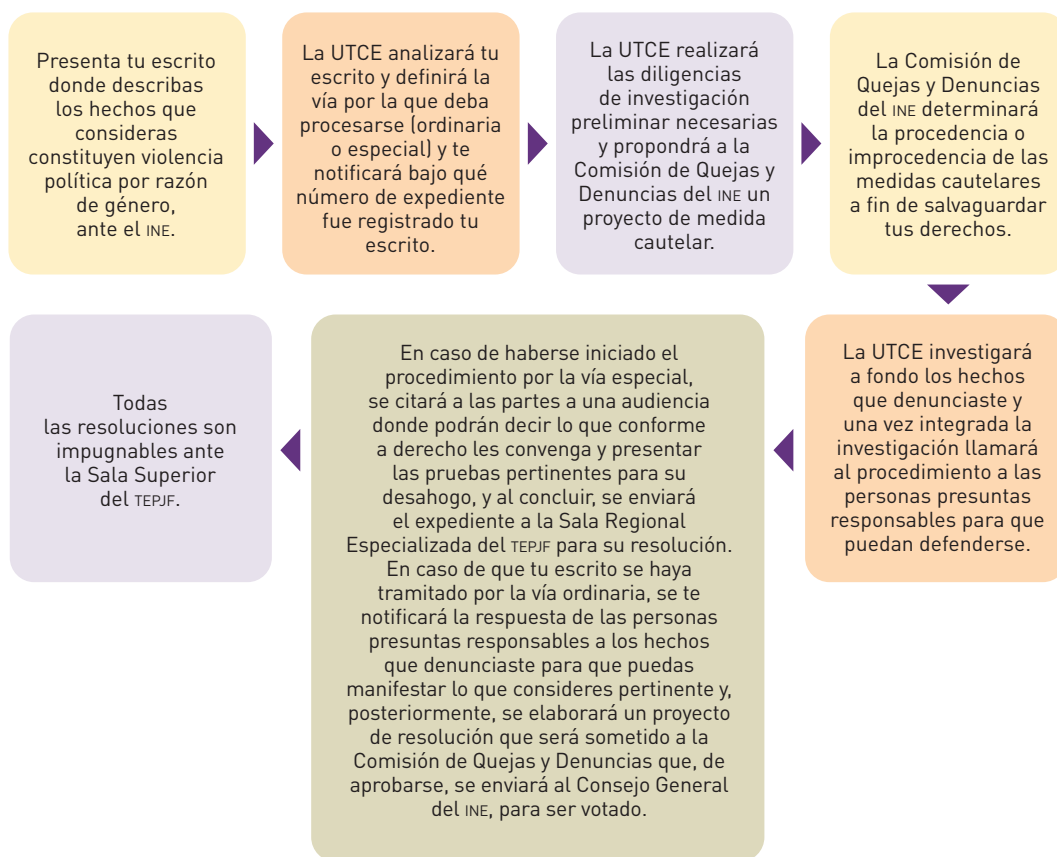 Presenta tu escrito
donde describas
los hechos que
consideras
constituyen violencia
política por razón
de género,
ante el INE.
La UTCE analizará tu
escrito y definirá la
vía por la que deba
procesarse (ordinaria
o especial) y te
notificará bajo qué
número de expediente
fue registrado tu
escrito.
La UTCE realizará
las diligencias
de investigación
preliminar necesarias
y propondrá a la
Comisión de Quejas y
Denuncias del INE un
proyecto de medida
cautelar.
La Comisión de
Quejas y Denuncias
del INE determinará
la procedencia o
improcedencia de las
medidas cautelares
a fin de salvaguardar
tus derechos.
La UTCE investigará
a fondo los hechos
que denunciaste y
una vez integrada la
investigación llamará
al procedimiento a las
personas presuntas
responsables para que
puedan defenderse.
En caso de haberse iniciado el
procedimiento por la vía especial,
se citará a las partes a una audiencia
donde podrán decir lo que conforme
a derecho les convenga y presentar
las pruebas pertinentes para su
desahogo, y al concluir, se enviará
el expediente a la Sala Regional
Especializada del TEPJF para su resolución.
En caso de que tu escrito se haya
tramitado por la vía ordinaria, se te
notificará la respuesta de las personas
presuntas responsables a los hechos
que denunciaste para que puedas
manifestar lo que consideres pertinente y,
posteriormente, se elaborará un proyecto
de resolución que será sometido a la
Comisión de Quejas y Denuncias que, de
aprobarse, se enviará al Consejo General
del INE, para ser votado.
Todas
las resoluciones son
impugnables ante
la Sala Superior
del TEPJF.